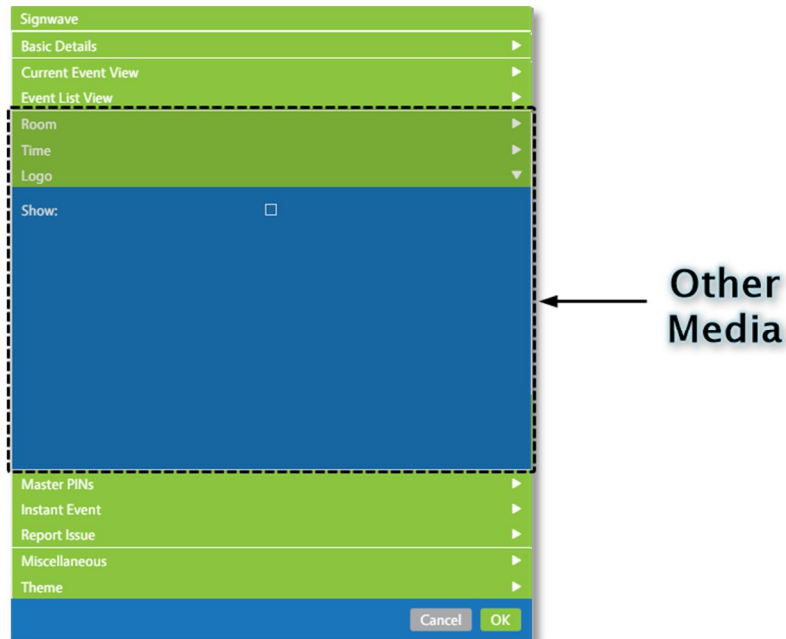 Signwave
Basic Details
Current Event View
Event List View
Room
Time
Logo
Show:
Other
Media
Master PINs
Instant Event
Report Issue
Miscellaneous
Theme
Cancel OK